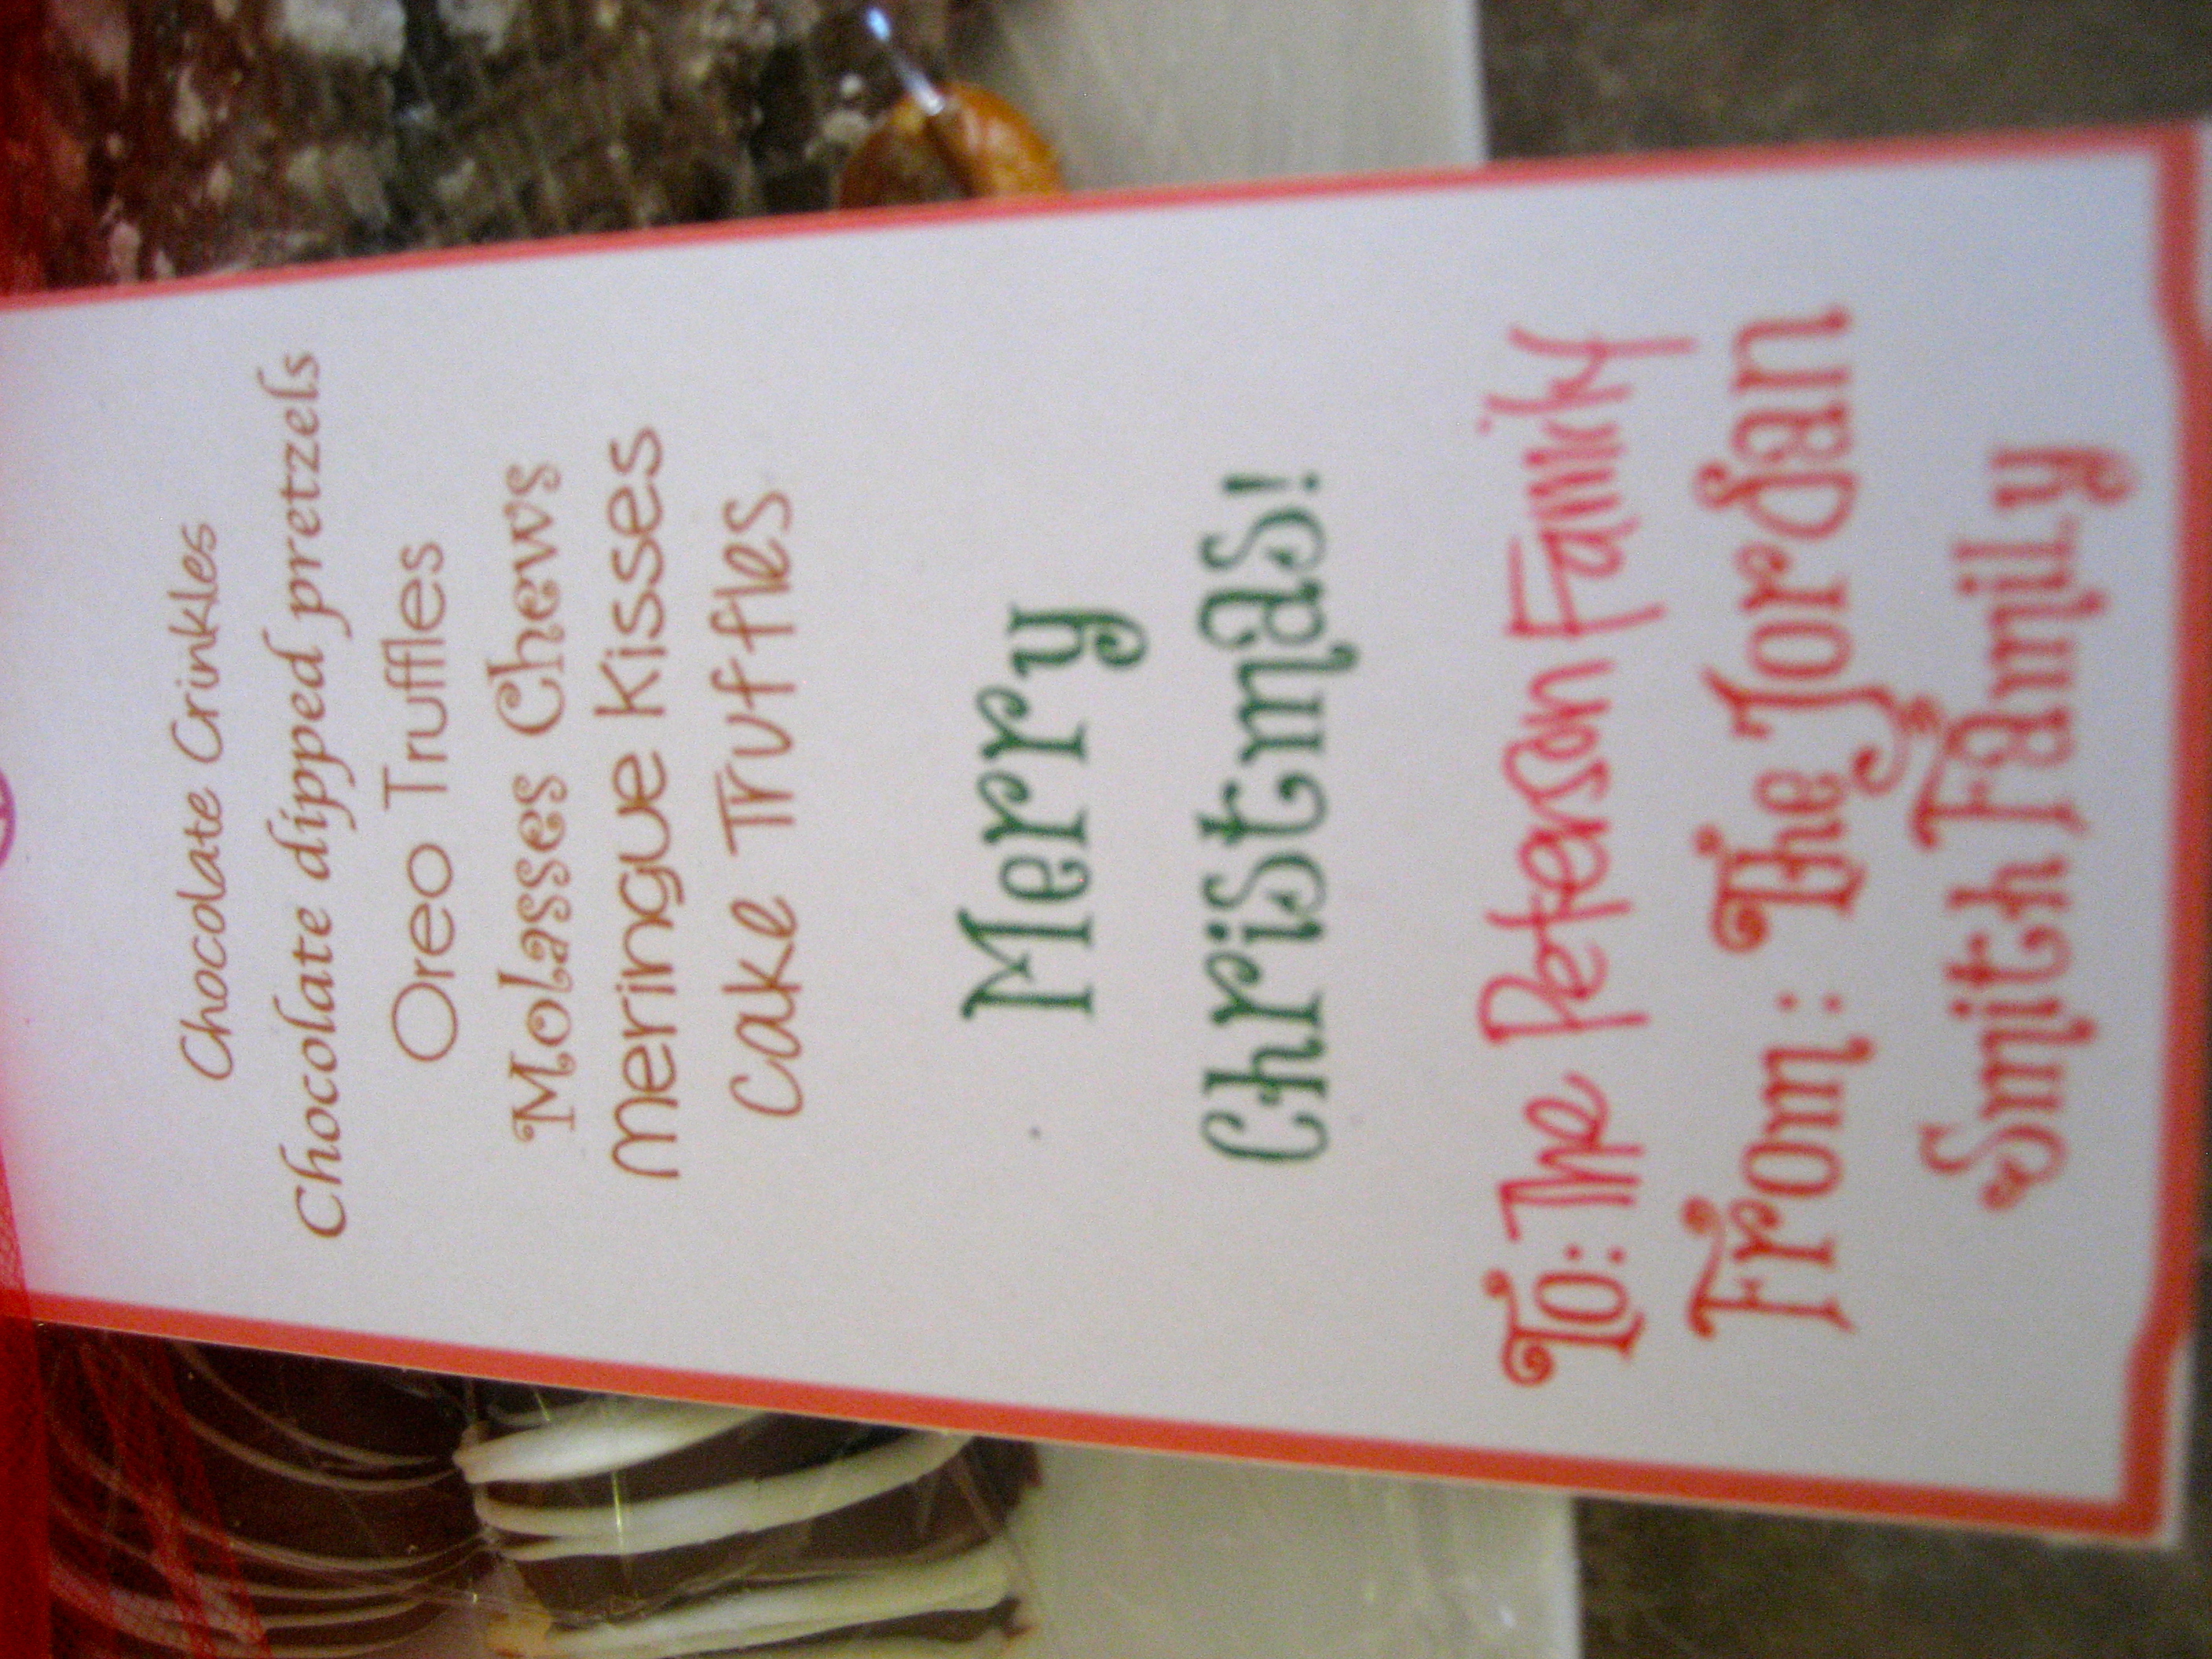 Chocolate Crinkles
Chocolate dipped pretzels
Oreo Truffles
Molasses Chews
Meringue Kisses
Cake Truffles
Merry
Christmas!
To: The Peterson Family
From: The Jordan
Smith Family